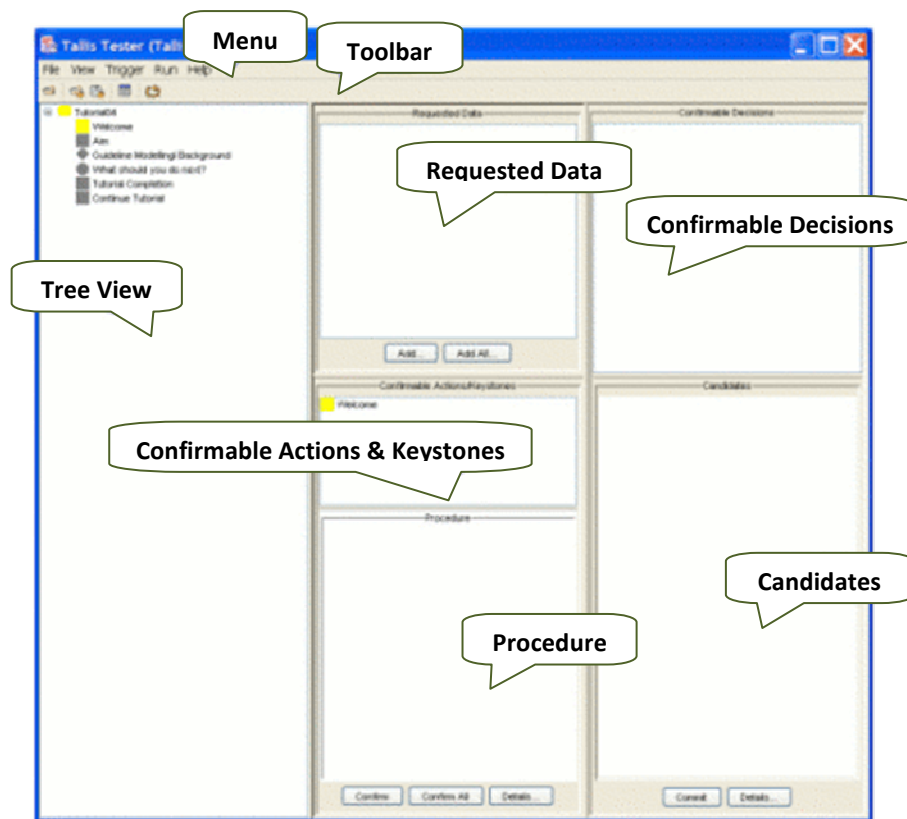 Menu
Toolbar
Tallis Tester (Talli
File View Trigger Run Help
Tutorial04
Welcome
Aim
Guideline Modelling/Background
What should you do next?
Tutorial Completion
Continue Tutorial
Tree View
Requested Data
Requested Data
Add... Add All...
Confirmable Decisions
Confirmable Decisions
Confirmable Actions/Keystones
Welcome
Confirmable Actions & Keystones
Procedure
Procedure
Confirm Confirm All Details...
Candidates
Candidates
Commit Details...